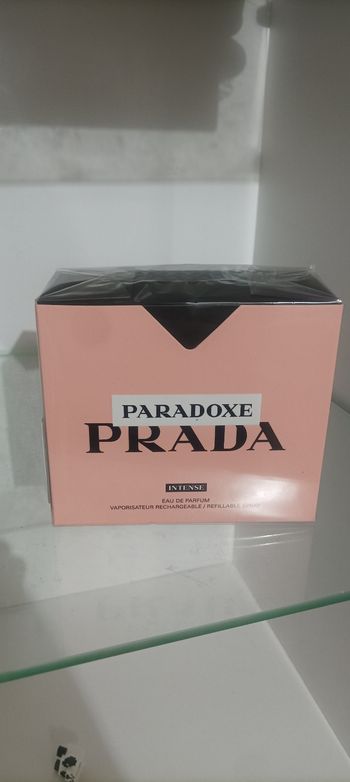 PARADOXE
PRADA
INTENSE
EAU DE PARFUM
VAPORISATEUR RECHARGEABLE / REFILLABLE SPRAY